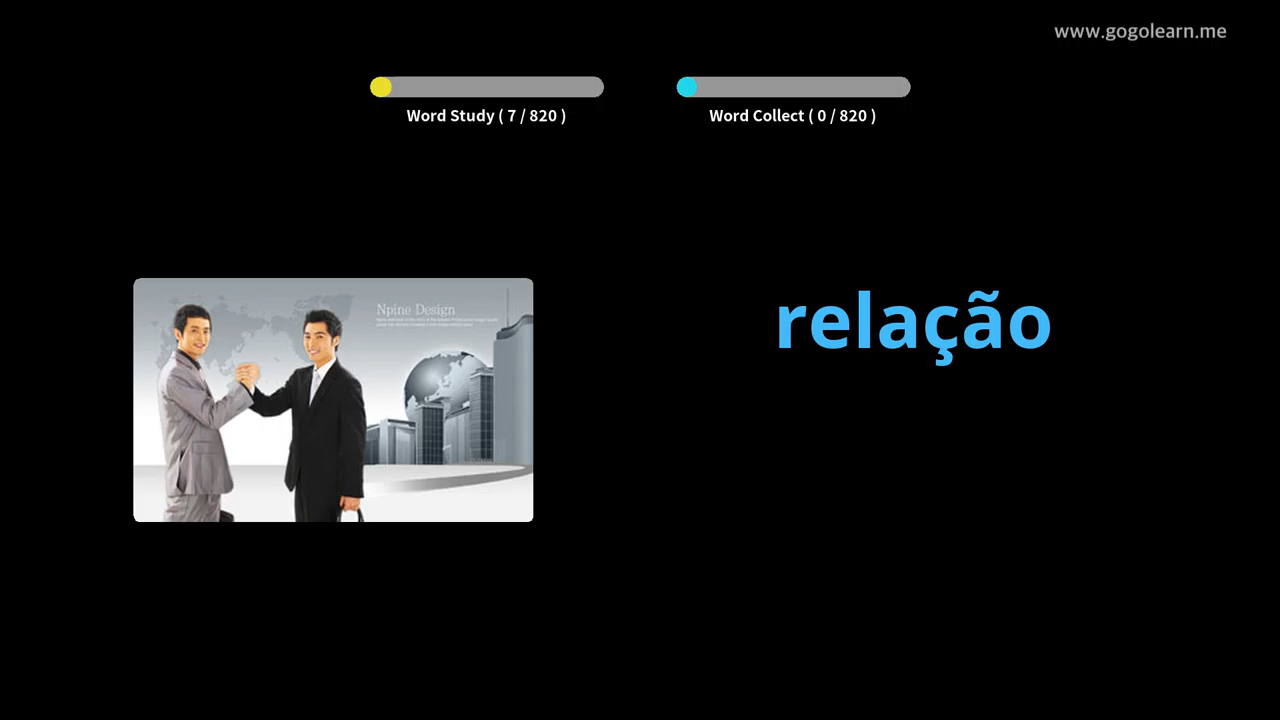 www.gogolearn.me
Word Study ( 7 / 820 )
Word Collect ( 0 / 820 )
Npine Design
relação